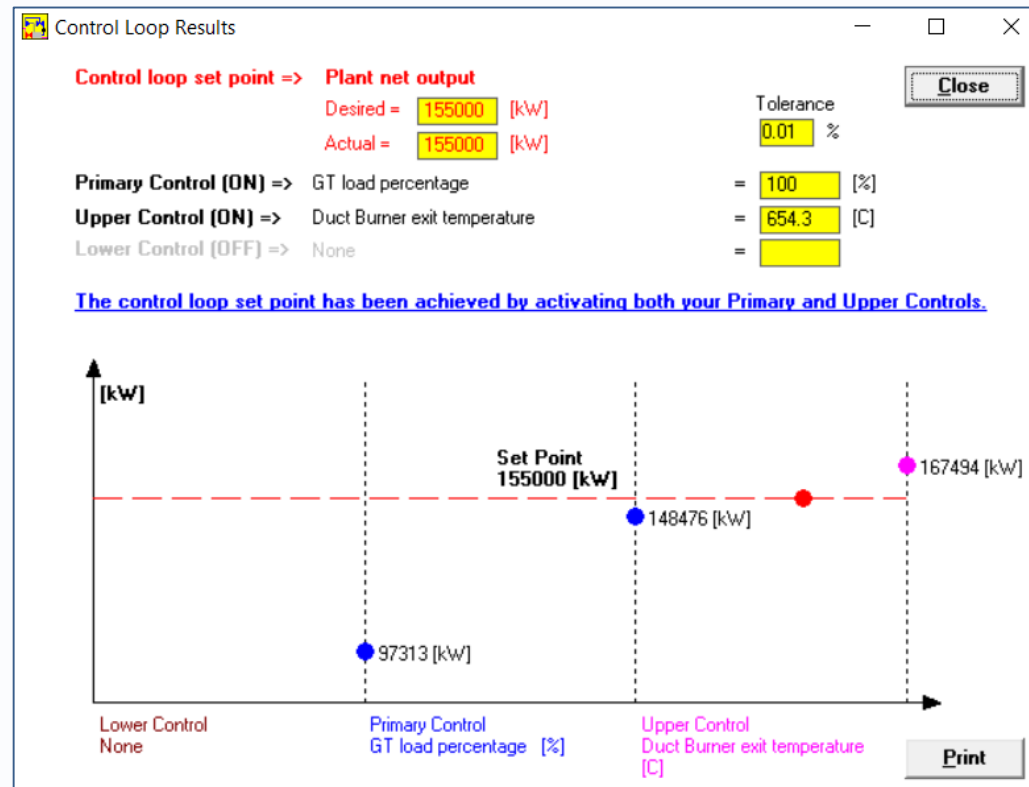 Control Loop Results
Control loop set point => Plant net output
Close
Desired = 155000 [kW]
Tolerance
Actual = 155000 [kW]
0.01 %
Primary Control (ON) => GT load percentage = 100 [%]
Upper Control (ON) => Duct Burner exit temperature = 654.3 [C]
Lower Control (OFF) => None =
The control loop set point has been achieved by activating both your Primary and Upper Controls.
[kW]
Set Point
155000 [kW]
167494 [kW]
148476 [kW]
97313 [kW]
Lower Control
None
Primary Control
GT load percentage [%]
Upper Control
Duct Burner exit temperature
[C]
Print